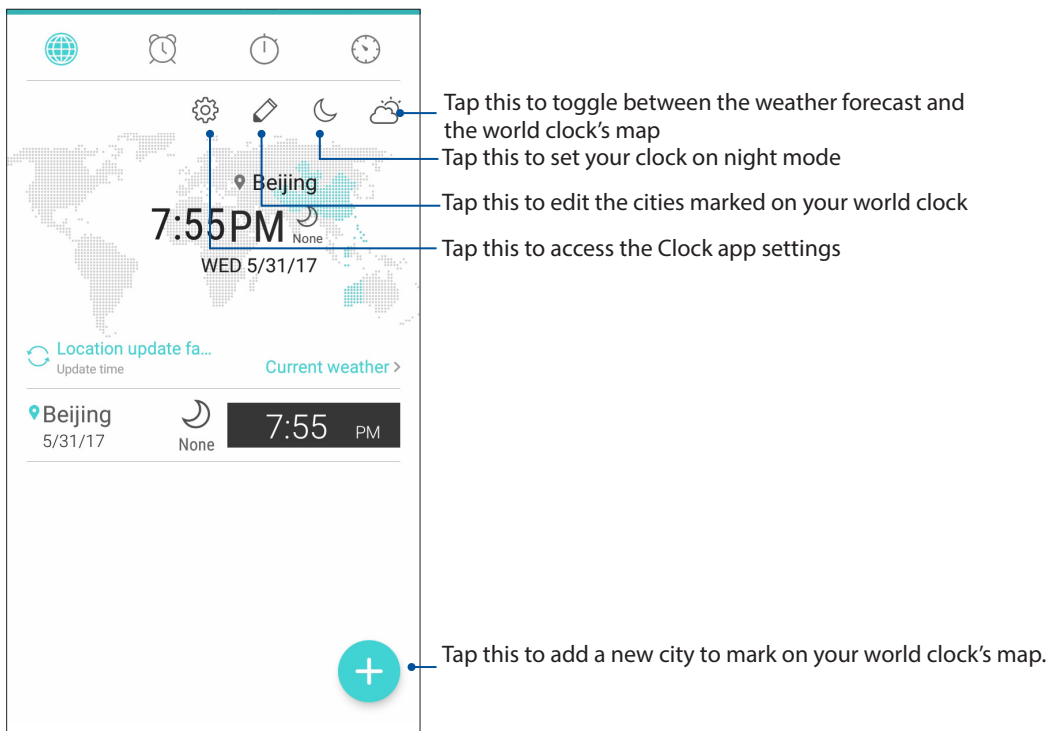 Tap this to toggle between the weather forecast and
the world clock’s map
Tap this to set your clock on night mode
Beijing
Tap this to edit the cities marked on your world clock
7:55PM
None
Tap this to access the Clock app settings
WED 5/31/17
Location update fa...
Update time
Current weather >
Beijing
5/31/17
None
7:55 PM
Tap this to add a new city to mark on your world clock’s map.